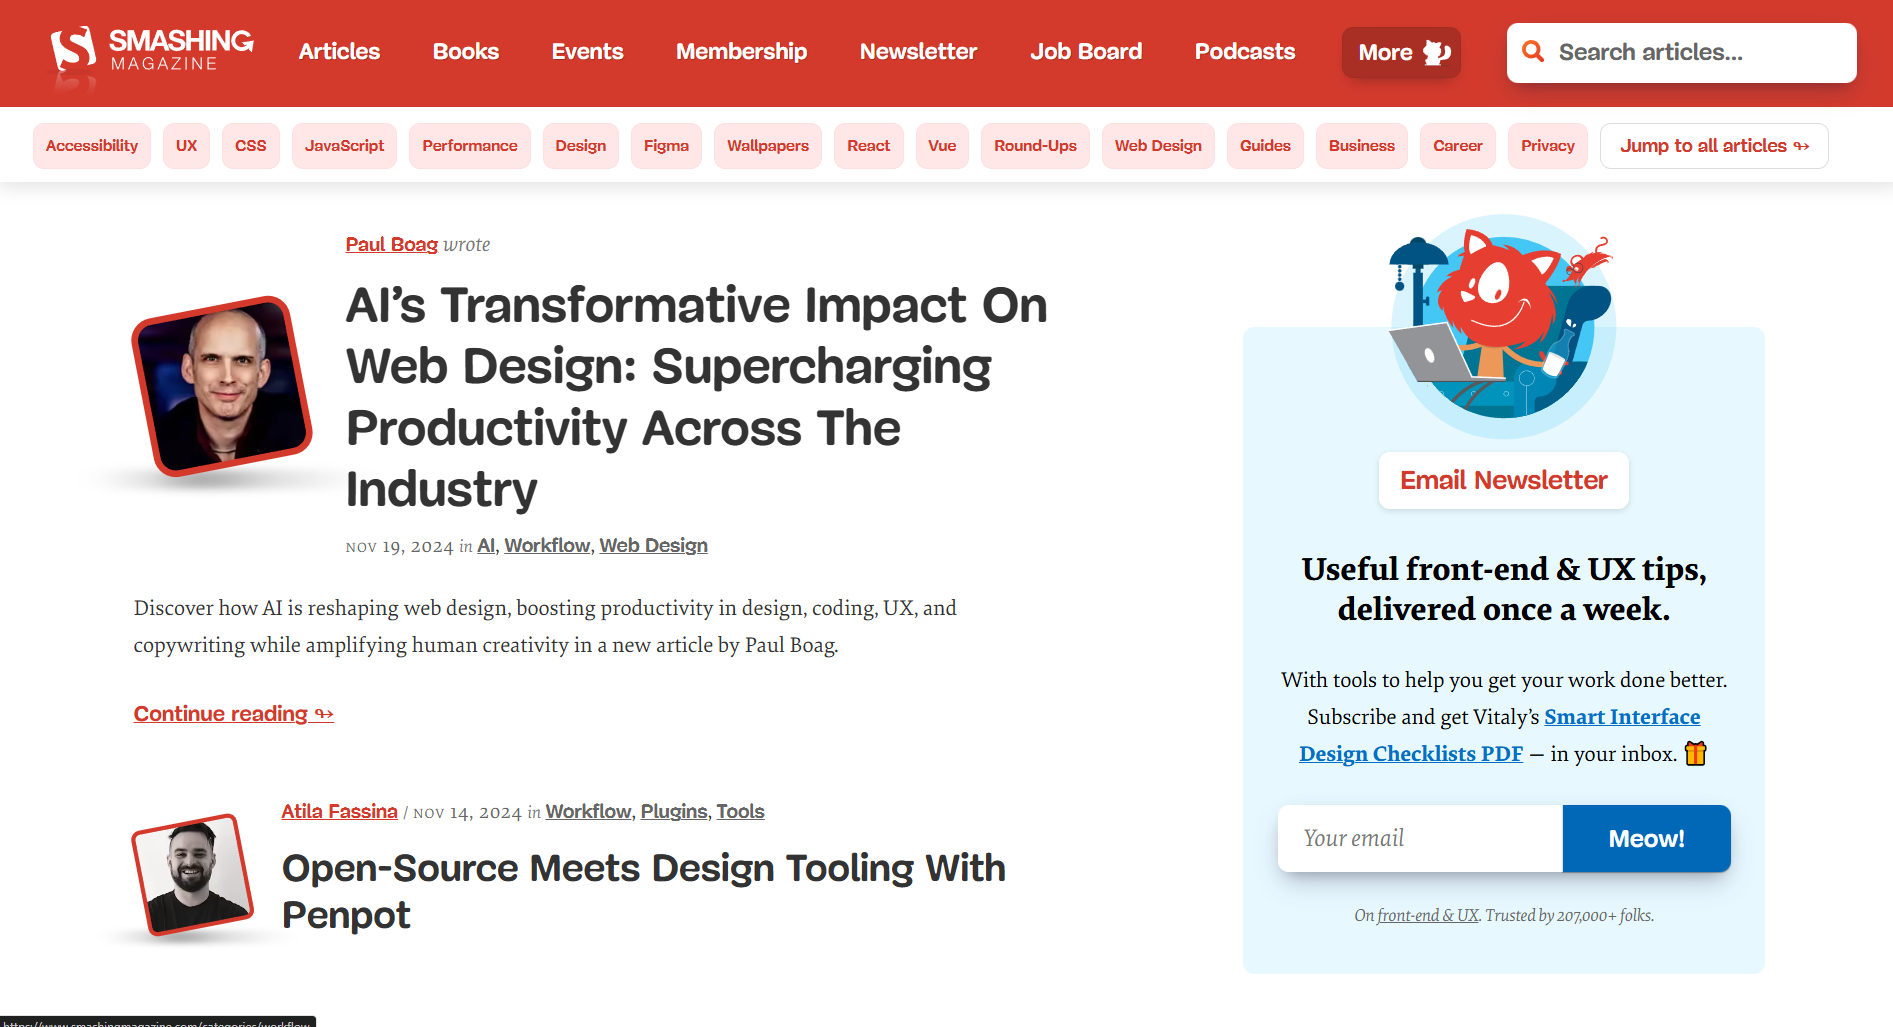 SMASHING
MAGAZINE
Articles
Books
Events
Membership
Newsletter
Job Board
Podcasts
More
Search articles...
Accessibility
UX
CSS
JavaScript
Performance
Design
Figma
Wallpapers
React
Vue
Round-Ups
Web Design
Guides
Business
Career
Privacy
Jump to all articles ↬
Paul Boag wrote
AI’s Transformative Impact On
Web Design: Supercharging
Productivity Across The
Industry
NOV 19, 2024 in AI, Workflow, Web Design
Discover how AI is reshaping web design, boosting productivity in design, coding, UX, and
copywriting while amplifying human creativity in a new article by Paul Boag.
Continue reading ↬
Atila Fassina / NOV 14, 2024 in Workflow, Plugins, Tools
Open-Source Meets Design Tooling With
Penpot
Email Newsletter
Useful front-end & UX tips,
delivered once a week.
With tools to help you get your work done better.
Subscribe and get Vitaly’s Smart Interface
Design Checklists PDF – in your inbox. 🎁
Your email
Meow!
On front-end & UX. Trusted by 207,000+ folks.
https://www.smashingmagazine.com/categories/workflow